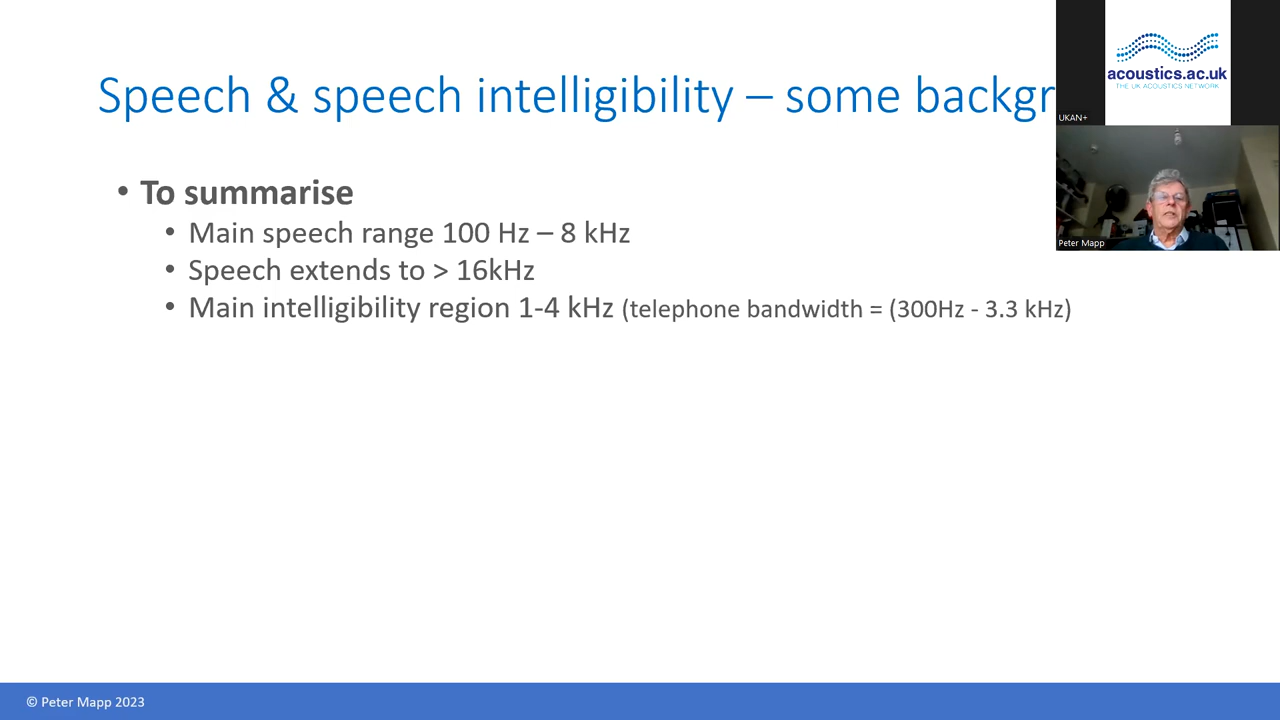 Speech & speech intelligibility – some backgr
• To summarise
• Main speech range 100 Hz – 8 kHz
• Speech extends to > 16kHz
• Main intelligibility region 1-4 kHz (telephone bandwidth = (300Hz - 3.3 kHz)
acoustics.ac.uk
THE UK ACOUSTICS NETWORK
UKAN+
Peter Mapp
© Peter Mapp 2023